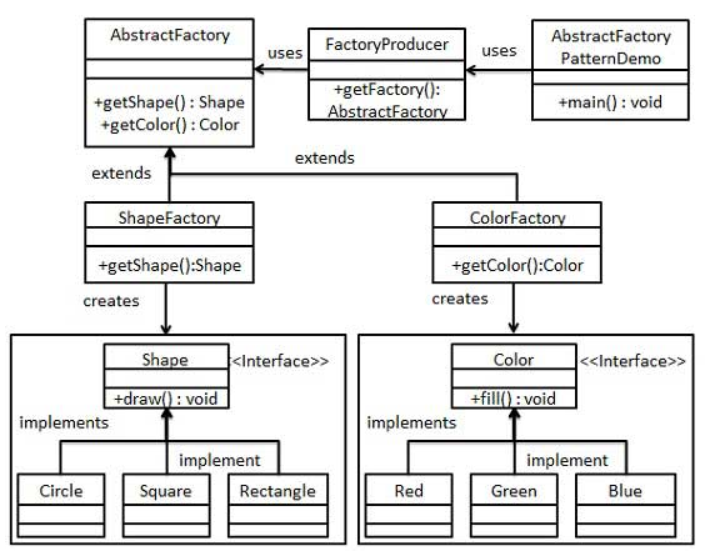 AbstractFactory
+getShape() : Shape
+getColor() : Color
uses
FactoryProducer
+getFactory():
AbstractFactory
uses
AbstractFactory
PatternDemo
+main() : void
extends
extends
ShapeFactory
+getShape():Shape
ColorFactory
+getColor():Color
creates
creates
Shape
<Interface>>
+draw() : void
implements
implement
Circle
Square
Rectangle
Color
<<Interface>>
+fill() : void
implements
implement
Red
Green
Blue